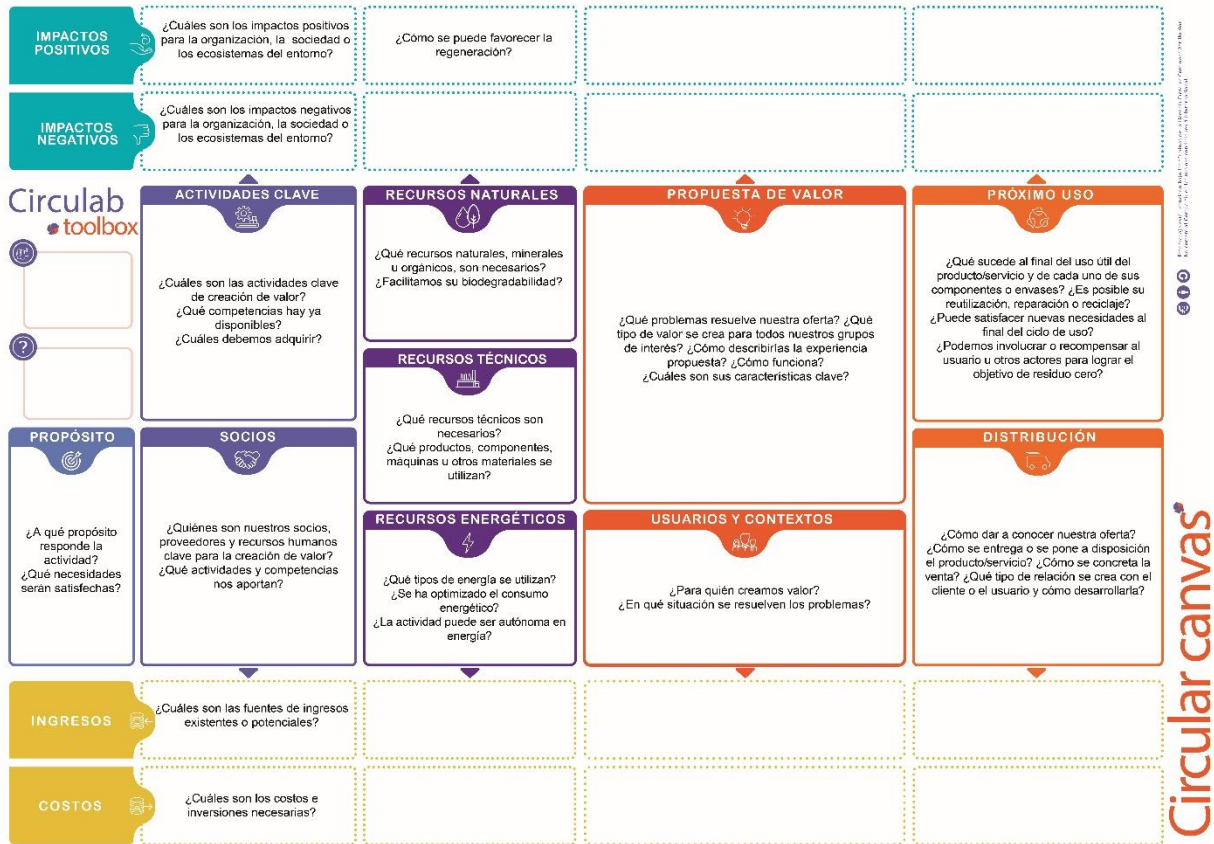 IMPACTOS
POSITIVOS
¿Cuáles son los impactos positivos
para la organización, la sociedad o
los ecosistemas del entorno?
¿Cómo se puede favorecer la
regeneración?
IMPACTOS
NEGATIVOS
¿Cuáles son los impactos negativos
para la organización, la sociedad o
los ecosistemas del entorno?
Circulab
toolbox
?
ACTIVIDADES CLAVE
¿Cuáles son las actividades clave
de creación de valor?
¿Qué competencias hay ya
disponibles?
¿Cuáles debemos adquirir?
RECURSOS NATURALES
¿Qué recursos naturales, minerales
u orgánicos, son necesarios?
¿Facilitamos su biodegradabilidad?
RECURSOS TÉCNICOS
¿Qué recursos técnicos son
necesarios?
¿Qué productos, componentes,
máquinas u otros materiales se
utilizan?
PROPUESTA DE VALOR
¿Qué problemas resuelve nuestra oferta? ¿Qué
tipo de valor se crea para todos nuestros grupos
de interés? ¿Cómo describirías la experiencia
propuesta? ¿Cómo funciona?
¿Cuáles son sus características clave?
PRÓXIMO USO
¿Qué sucede al final del uso útil del
producto/servicio y de cada uno de sus
componentes o envases? ¿Es posible su
reutilización, reparación o reciclaje?
¿Puede satisfacer nuevas necesidades al
final del ciclo de uso?
¿Podemos involucrar o recompensar al
usuario u otros actores para lograr el
objetivo de residuo cero?
PROPÓSITO
¿A qué propósito
responde la
actividad?
¿Qué necesidades
serán satisfechas?
SOCIOS
¿Quiénes son nuestros socios,
proveedores y recursos humanos
clave para la creación de valor?
¿Qué actividades y competencias
nos aportan?
RECURSOS ENERGÉTICOS
¿Qué tipos de energía se utilizan?
¿Se ha optimizado el consumo
energético?
¿La actividad puede ser autónoma en
energía?
USUARIOS Y CONTEXTOS
¿Para quién creamos valor?
¿En qué situación se resuelven los problemas?
DISTRIBUCIÓN
¿Cómo dar a conocer nuestra oferta?
¿Cómo se entrega o se pone a disposición
el producto/servicio? ¿Cómo se concreta la
venta? ¿Qué tipo de relación se crea con el
cliente o el usuario y cómo desarrollarla?
INGRESOS
¿Cuáles son las fuentes de ingresos
existentes o potenciales?
COSTOS
¿Cuáles son los costos e
inversiones necesarias?
Circular canvas